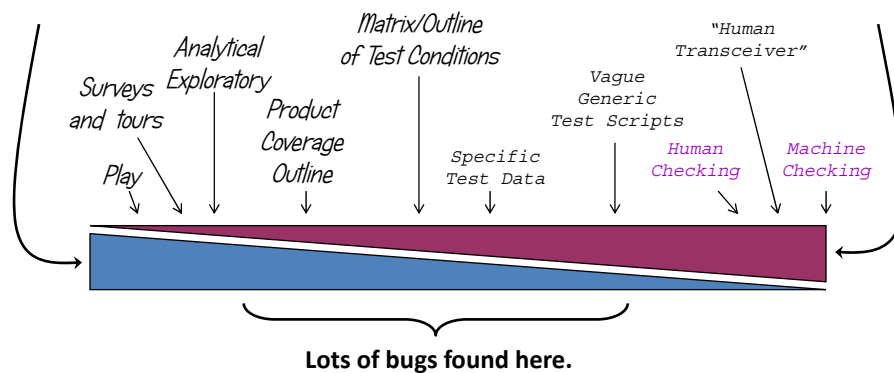 Play
Surveys
and tours
Analytical
Exploratory
Product
Coverage
Outline
Matrix/Outline
of Test Conditions
Specific
Test Data
Vague
Generic
Test Scripts
Human
Checking
“Human
Transceiver”
Machine
Checking
Lots of bugs found here.